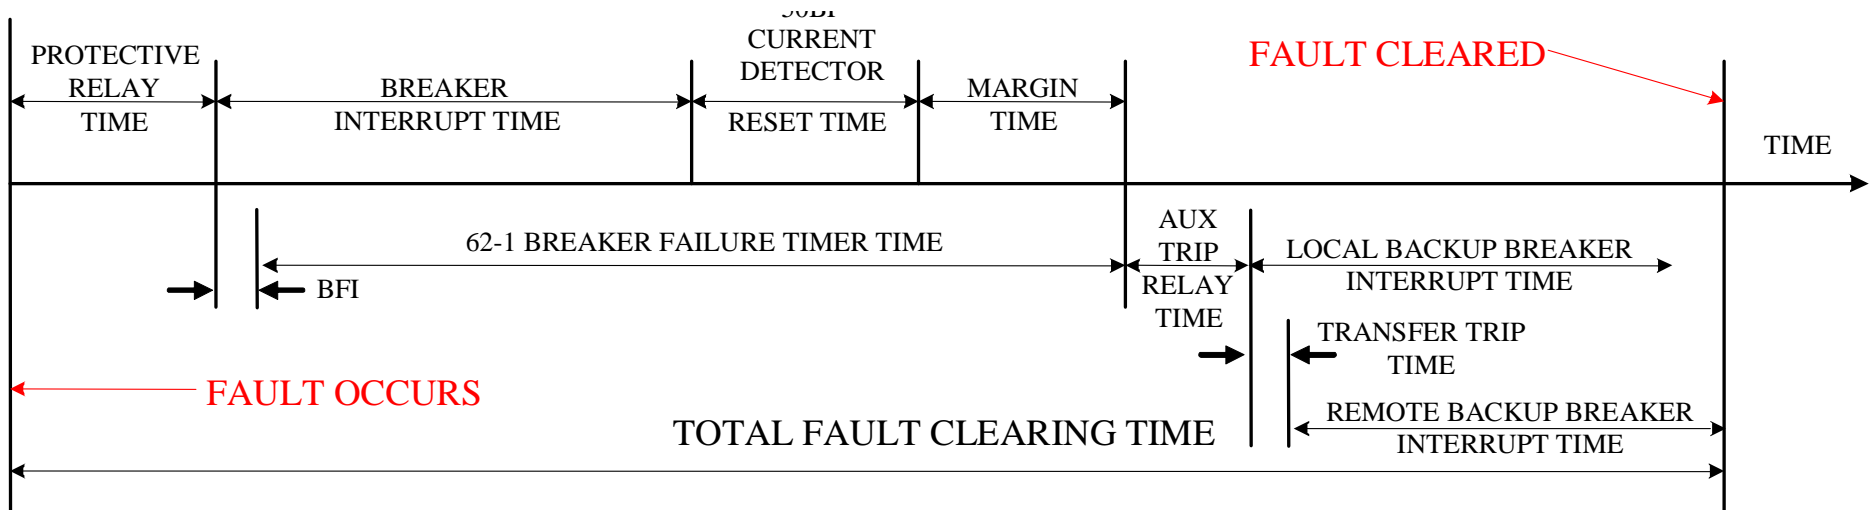 PROTECTIVE
RELAY
TIME
BREAKER
INTERRUPT TIME
CURRENT
DETECTOR
RESET TIME
MARGIN
TIME
FAULT CLEARED
TIME
62-1 BREAKER FAILURE TIMER TIME
BFI
AUX
TRIP
RELAY
TIME
LOCAL BACKUP BREAKER
INTERRUPT TIME
TRANSFER TRIP
TIME
FAULT OCCURS
REMOTE BACKUP BREAKER
INTERRUPT TIME
TOTAL FAULT CLEARING TIME